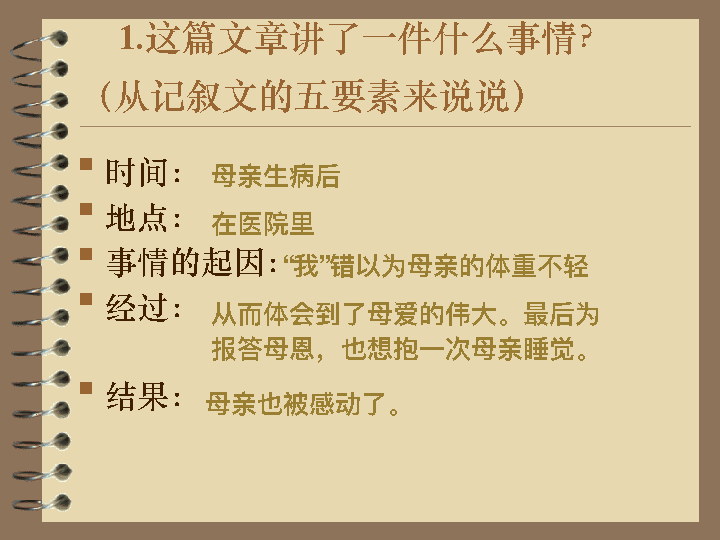 1.这篇文章讲了一件什么事情?
（从记叙文的五要素来说说）
时间： 母亲生病后
地点： 在医院里
事情的起因：“我”错以为母亲的体重不轻
经过： 从而体会到了母爱的伟大。最后为
报答母恩，也想抱一次母亲睡觉。
结果： 母亲也被感动了。